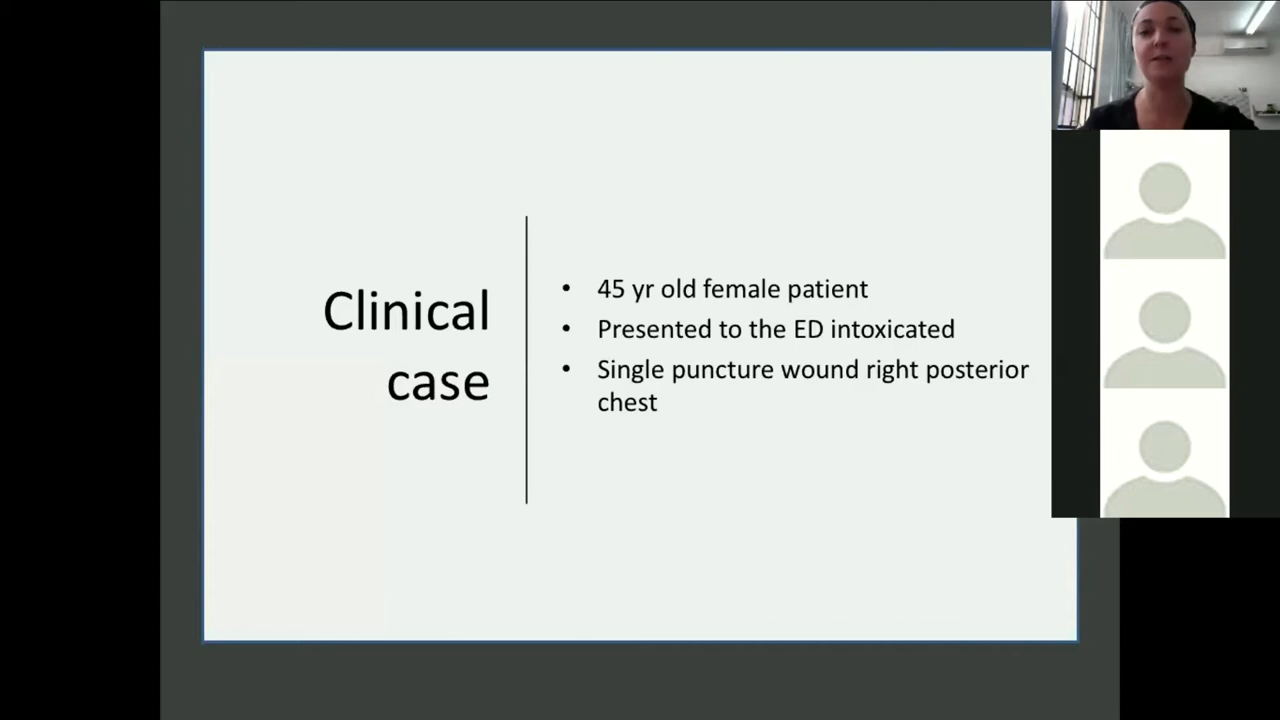 Clinical
case
• 45 yr old female patient
• Presented to the ED intoxicated
• Single puncture wound right posterior
chest